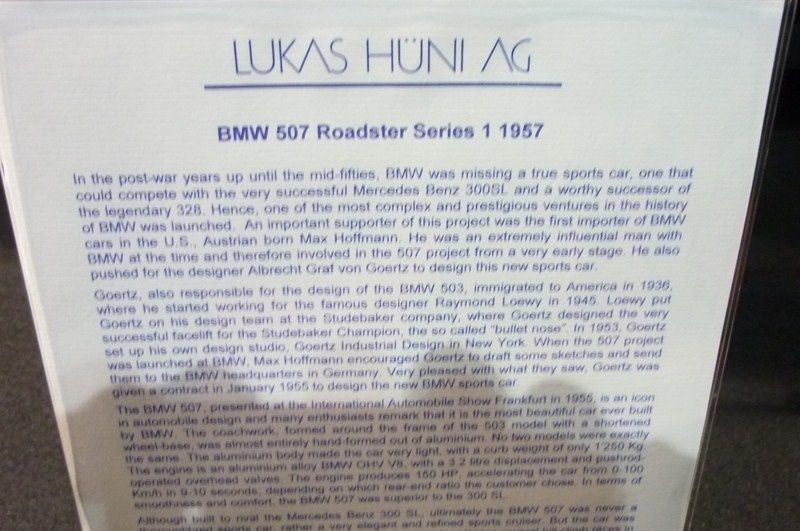 LUKAS HÜNI AG
BMW 507 Roadster Series 1 1957
In the post-war years up until the mid-fifties, BMW was missing a true sports car, one that
could compete with the very successful Mercedes Benz 300SL and a worthy successor of
the legendary 328. Hence, one of the most complex and prestigious ventures in the history
of BMW was launched. An important supporter of this project was the first importer of BMW
cars in the U.S., Austrian born Max Hoffmann. He was an extremely influential man with
BMW at the time and therefore involved in the 507 project from a very early stage. He also
pushed for the designer Albrecht Graf von Goertz to design this new sports car.
Goertz, also responsible for the design of the BMW 503, immigrated to America in 1936,
where he started working for the famous designer Raymond Loewy in 1945. Loewy put
Goertz on his design team at the Studebaker company, where Goertz designed the very
successful facelift for the Studebaker Champion, the so called "bullet nose". In 1953, Goertz
set up his own design studio, Goertz Industrial Design in New York. When the 507 project
was launched at BMW, Max Hoffmann encouraged Goertz to draft some sketches and send
them to the BMW headquarters in Germany. Very pleased with what they saw, Goertz was
given a contract in January 1955 to design the new BMW sports car.
The BMW 507, presented at the International Automobile Show Frankfurt in 1955, is an icon
in automobile design and many enthusiasts remark that it is the most beautiful car ever built
by BMW. The coachwork, formed around the frame of the 503 model with a shortened
wheel-base, was almost entirely hand-formed out of aluminium. No two models were exactly
the same. The aluminium body made the car very light, with a curb weight of only 1'250 Kg.
The engine is an aluminium alloy BMW OHV V8, with a 3.2 litre displacement and pushrod-
operated overhead valves. The engine produces 150 HP, accelerating the car from 0-100
Km/h in 9-10 seconds, depending on which rear-end ratio the customer chose. In terms of
smoothness and comfort, the BMW 507 was superior to the 300 SL.
Although built to rival the Mercedes Benz 300 SL, ultimately the BMW 507 was never a
sports car, rather a very elegant and refined sports cruiser. But the car was